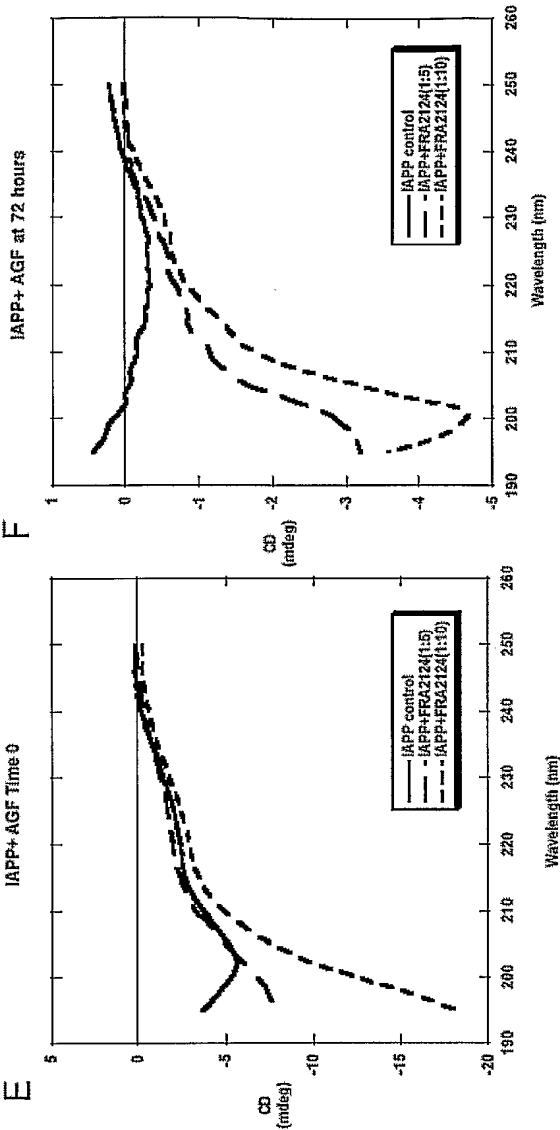 E
IAPP+ AGF Time 0
5
0
-5
-10
-15
-20
CD
(mdeg)
190
200
210
220
230
240
250
260
Wavelength (nm)
IAPP control
IAPP+FRA2124(1:5)
IAPP+FRA2124(1:10)
F
IAPP+ AGF at 72 hours
1
0
-1
-2
-3
-4
-5
CD
(mdeg)
190
200
210
220
230
240
250
260
Wavelength (nm)
IAPP control
IAPP+FRA2124(1:5)
IAPP+FRA2124(1:10)